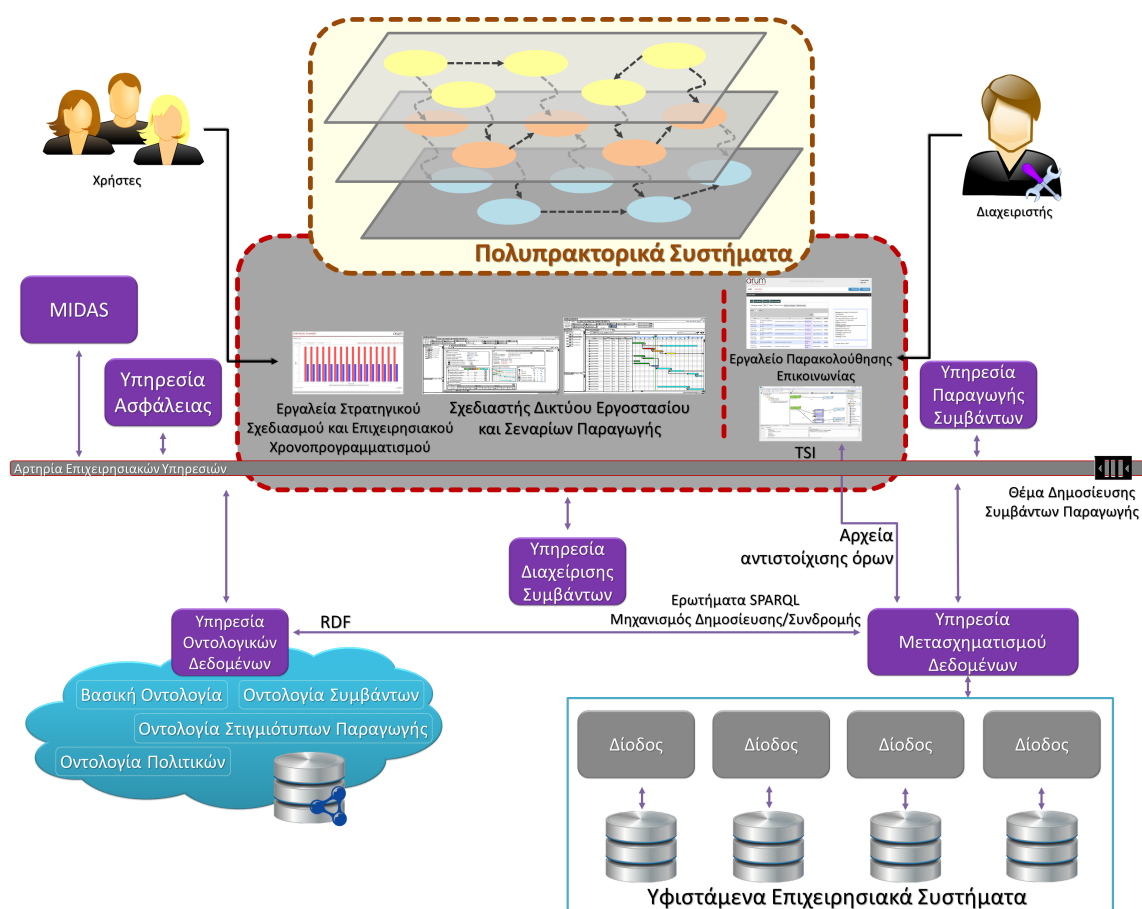 Χρήστες
Διαχειριστής
Πολυπρακτορικά Συστήματα
MIDAS
Υπηρεσία
Ασφάλειας
arum
Εργαλεία Στρατηγικού
Σχεδιασμού και Επιχειρησιακού
Χρονοπρογραμματισμού
Σχεδιαστής Δικτύου Εργοστασίου
και Σεναρίων Παραγωγής
Εργαλείο Παρακολούθησης
Επικοινωνίας
TSI
Υπηρεσία
Παραγωγής
Συμβάντων
Αρτηρία Επιχειρησιακών Υπηρεσιών
Θέμα Δημοσίευσης
Συμβάντων Παραγωγής
Υπηρεσία
Διαχείρισης
Συμβάντων
Αρχεία
αντιστοίχισης όρων
Υπηρεσία
Οντολογικών
Δεδομένων
RDF
Ερωτήματα SPARQL
Μηχανισμός Δημοσίευσης/Συνδρομής
Υπηρεσία
Μετασχηματισμού
Δεδομένων
Βασική Οντολογία
Οντολογία Συμβάντων
Οντολογία Στιγμιότυπων Παραγωγής
Οντολογία Πολιτικών
Δίοδος
Δίοδος
Δίοδος
Δίοδος
Υφιστάμενα Επιχειρησιακά Συστήματα